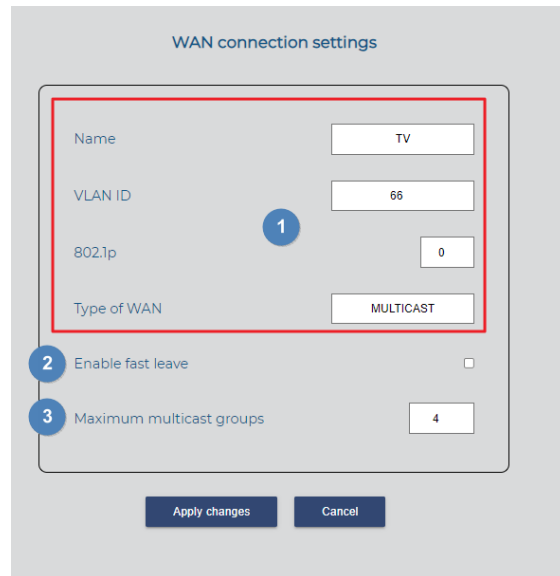 WAN connection settings
Name TV
VLAN ID 66
1
802.1p 0
Type of WAN MULTICAST
2 Enable fast leave
3 Maximum multicast groups 4
Apply changes Cancel